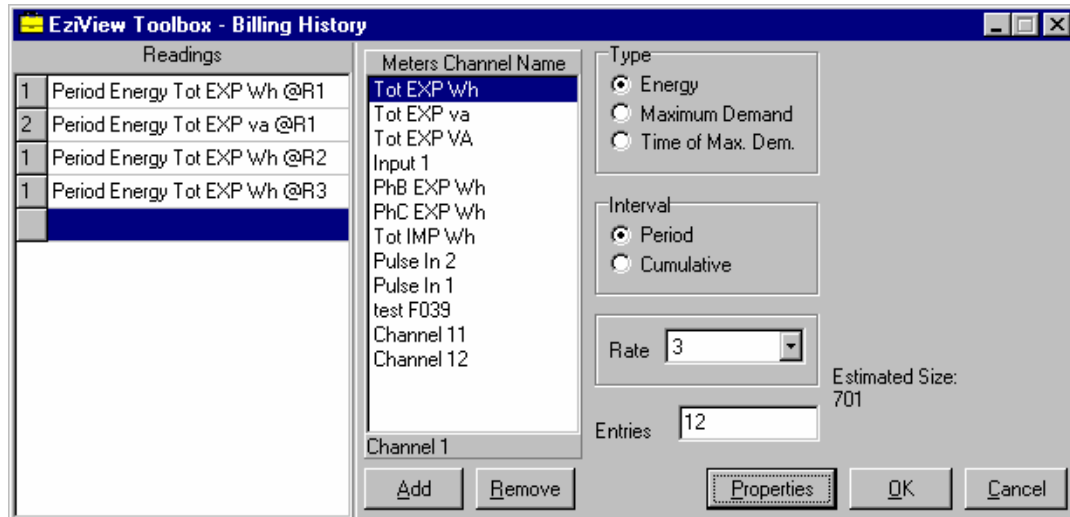 EziView Toolbox - Billing History
Readings
1 Period Energy Tot EXP Wh @R1
2 Period Energy Tot EXP va @R1
1 Period Energy Tot EXP Wh @R2
1 Period Energy Tot EXP Wh @R3
Meters Channel Name
Tot EXP Wh
Tot EXP va
Tot EXP VA
Input 1
PhB EXP Wh
PhC EXP Wh
Tot IMP Wh
Pulse In 2
Pulse In 1
test F039
Channel 11
Channel 12
Channel 1
Add Remove
Type
Energy
Maximum Demand
Time of Max. Dem.
Interval
Period
Cumulative
Rate 3
Entries 12
Estimated Size:
701
Properties OK Cancel